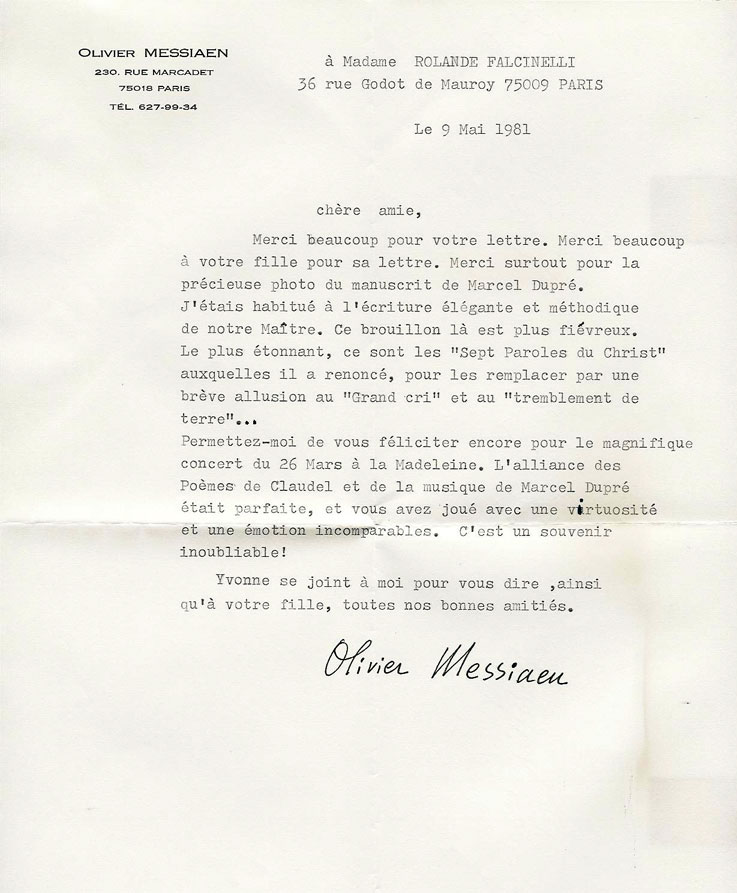 OLIVIER MESSIAEN
230. RUE MARCADET
75018 PARIS
TÉL. 627-99-34
à Madame ROLANDE FALCINELLI
36 rue Godot de Mauroy 75009 PARIS
Le 9 Mai 1981
chère amie,
Merci beaucoup pour votre lettre. Merci beaucoup
à votre fille pour sa lettre. Merci surtout pour la
précieuse photo du manuscrit de Marcel Dupré.
J'étais habitué à l'écriture élégante et méthodique
de notre Maître. Ce brouillon là est plus fiévreux.
Le plus étonnant, ce sont les "Sept Paroles du Christ"
auxquelles il a renoncé, pour les remplacer par une
brève allusion au "Grand cri" et au "tremblement de
terre"...
Permettez-moi de vous féliciter encore pour le magnifique
concert du 26 Mars à la Madeleine. L'alliance des
Poèmes de Claudel et de la musique de Marcel Dupré
était parfaite, et vous avez joué avec une virtuosité
et une émotion incomparables. C'est un souvenir
inoubliable!
Yvonne se joint à moi pour vous dire ,ainsi
qu'à votre fille, toutes nos bonnes amitiés.
Olivier Messiaen